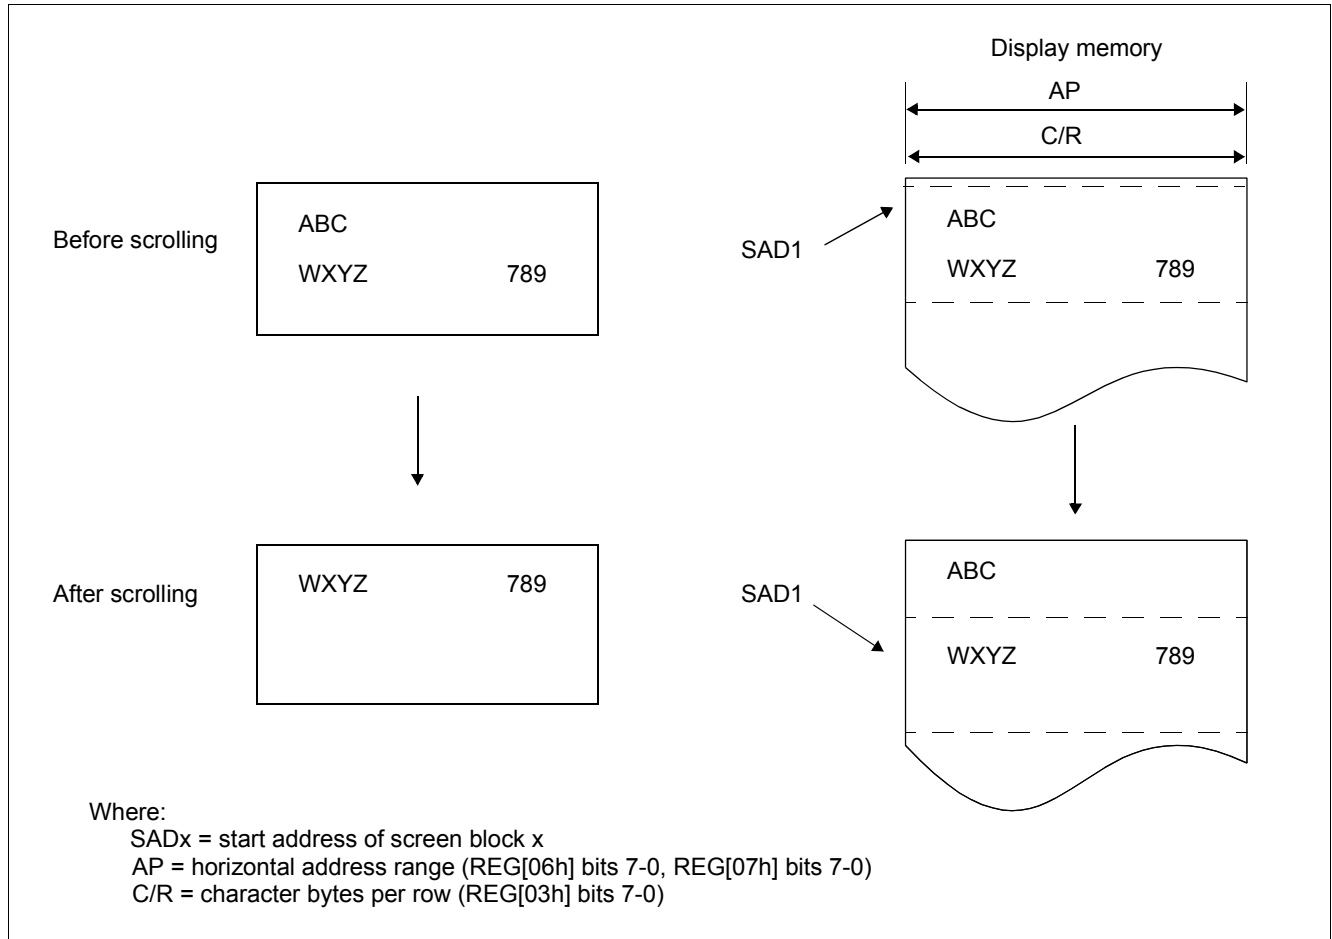 Display memory
AP
C/R
Before scrolling
ABC
WXYZ 789
SAD1
ABC
WXYZ 789
After scrolling
WXYZ 789
SAD1
ABC
WXYZ 789
Where:
SADx = start address of screen block x
AP = horizontal address range (REG[06h] bits 7-0, REG[07h] bits 7-0)
C/R = character bytes per row (REG[03h] bits 7-0)